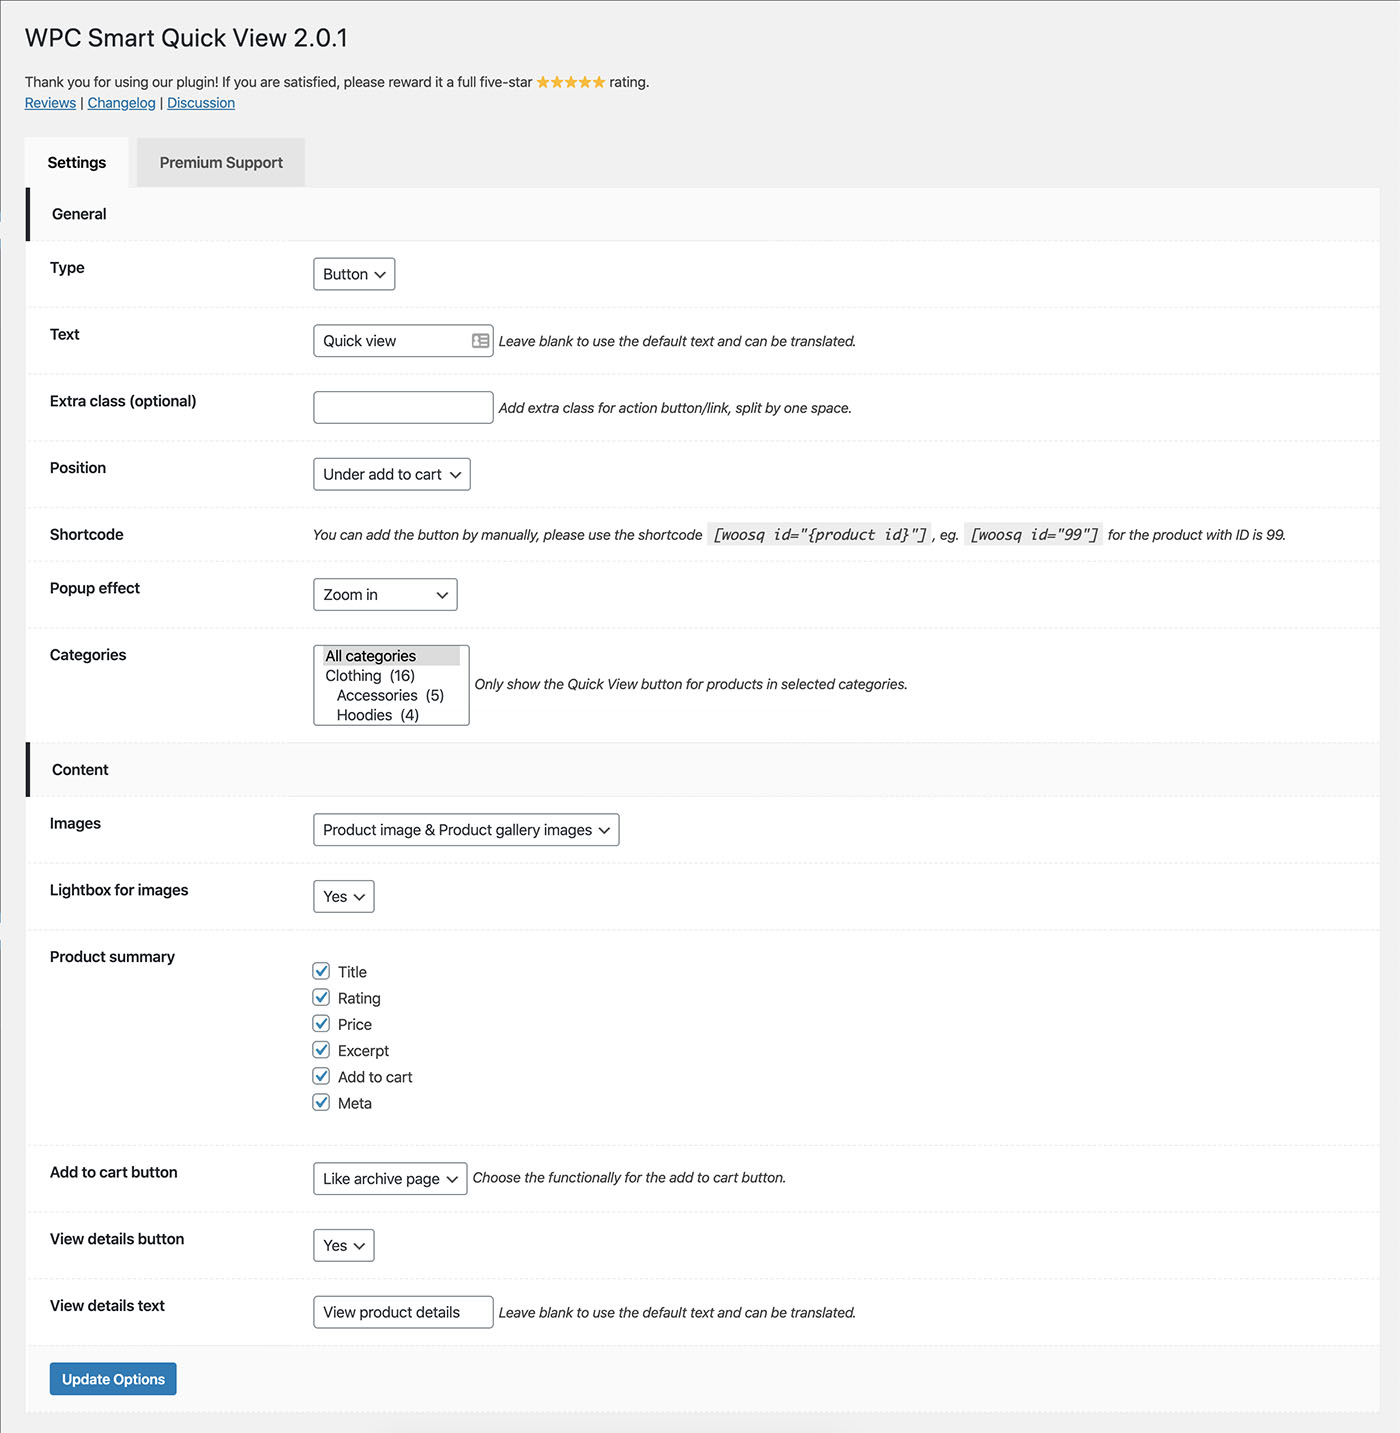 WPC Smart Quick View 2.0.1
Thank you for using our plugin! If you are satisfied, please reward it a full five-star ★★★★★ rating.
Reviews | Changelog | Discussion
Settings Premium Support
General
Type Button
Text Quick view Leave blank to use the default text and can be translated.
Extra class (optional) Add extra class for action button/link, split by one space.
Position Under add to cart
Shortcode You can add the button by manually, please use the shortcode [woosq id="{product id}"] , eg. [woosq id="99"] for the product with ID is 99.
Popup effect Zoom in
Categories All categories
Clothing (16)
Accessories (5)
Hoodies (4)
Only show the Quick View button for products in selected categories.
Content
Images Product image & Product gallery images
Lightbox for images Yes
Product summary
Title
Rating
Price
Excerpt
Add to cart
Meta
Add to cart button Like archive page Choose the functionally for the add to cart button.
View details button Yes
View details text View product details Leave blank to use the default text and can be translated.
Update Options